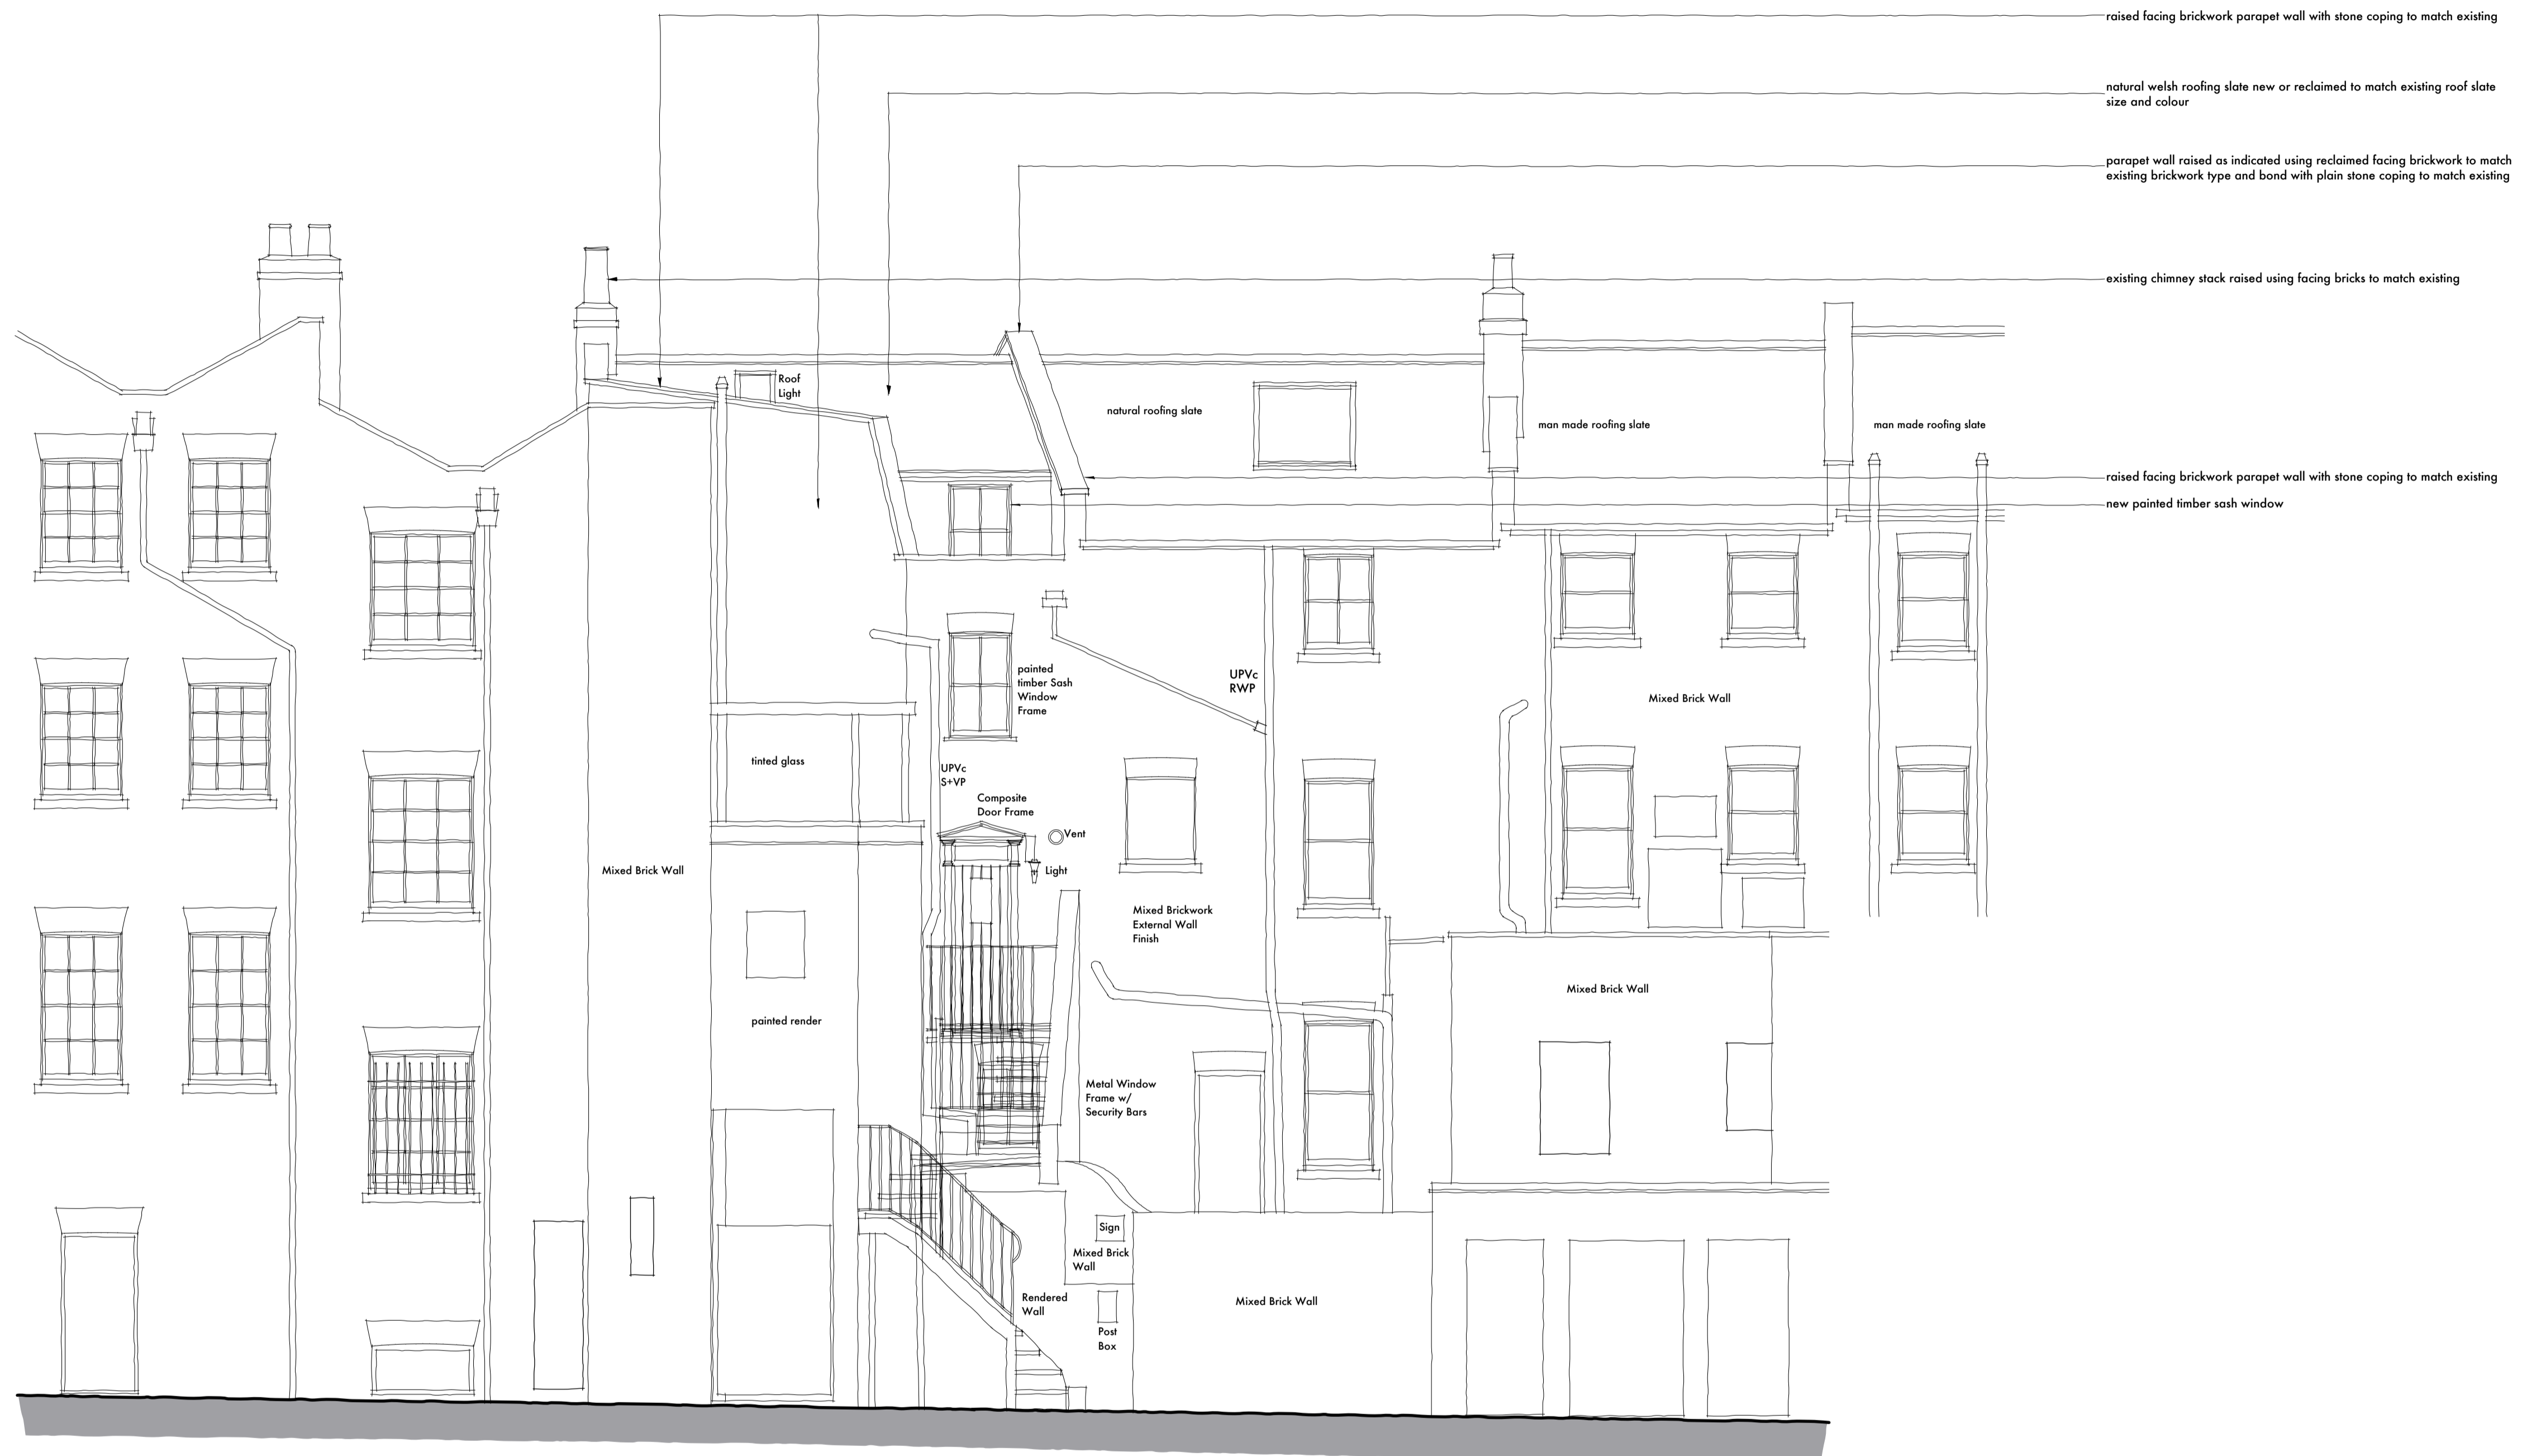 raised facing brickwork parapet wall with stone coping to match existing
natural welsh roofing slate new or reclaimed to match existing roof slate
size and colour
parapet wall raised as indicated using reclaimed facing brickwork to match
existing brickwork type and bond with plain stone coping to match existing
existing chimney stack raised using facing bricks to match existing
Roof
Light
natural roofing slate
man made roofing slate
man made roofing slate
raised facing brickwork parapet wall with stone coping to match existing
new painted timber sash window
painted
timber Sash
Window
Frame
UPVc
RWP
Mixed Brick Wall
tinted glass
UPVc
S+VP
Composite
Door Frame
Vent
Light
Mixed Brick Wall
Mixed Brickwork
External Wall
Finish
Mixed Brick Wall
painted render
Metal Window
Frame w/
Security Bars
Sign
Mixed Brick
Wall
Rendered
Wall
Mixed Brick Wall
Post
Box